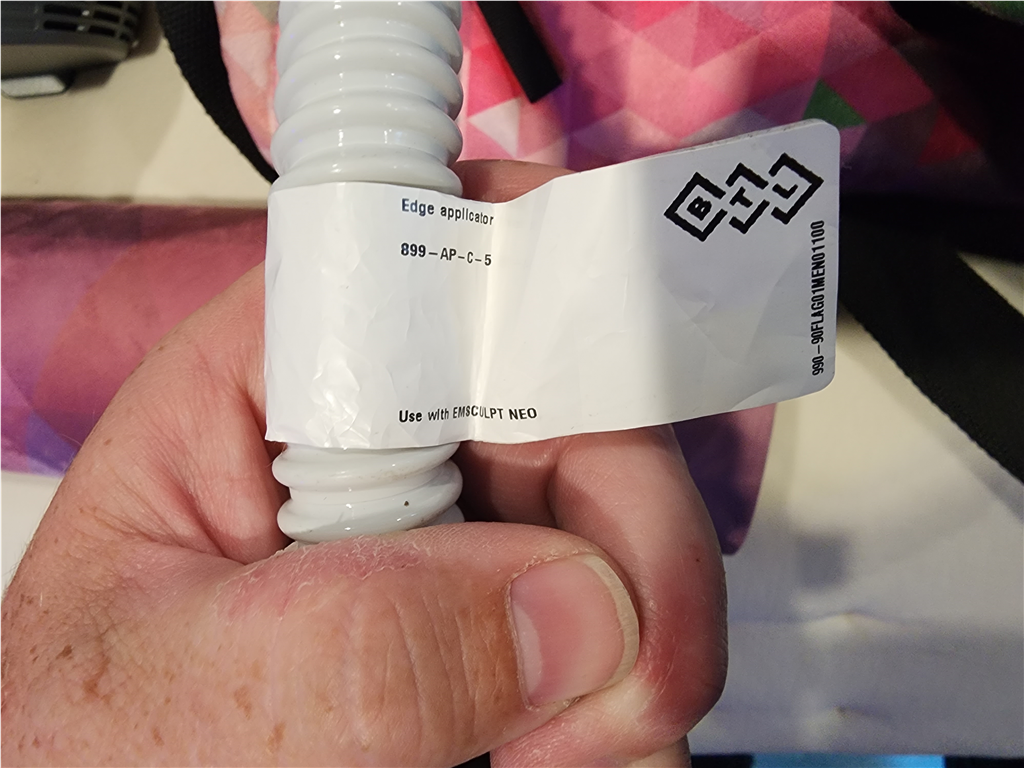 Edge applicator
899-AP-C-5
Use with EMSCULPT NEO
BTL
990-90FLAG01MEN01100